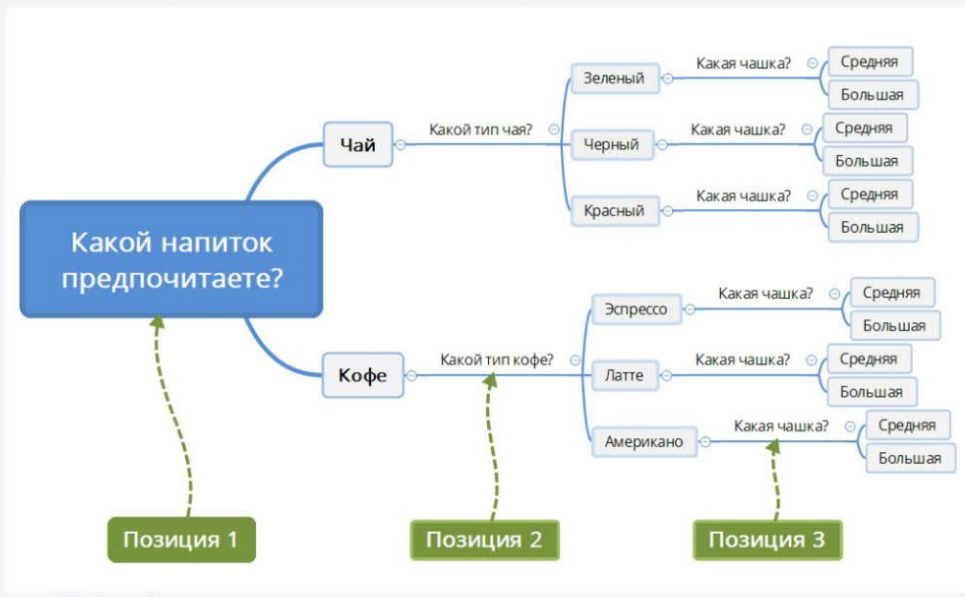 Какой напиток
предпочитаете?
Чай
Какой тип чая?
Зеленый
Какая чашка?
Средняя
Большая
Черный
Какая чашка?
Средняя
Большая
Красный
Какая чашка?
Средняя
Большая
Кофе
Какой тип кофе?
Эспрессо
Какая чашка?
Средняя
Большая
Латте
Какая чашка?
Средняя
Большая
Американо
Какая чашка?
Средняя
Большая
Позиция 1
Позиция 2
Позиция 3